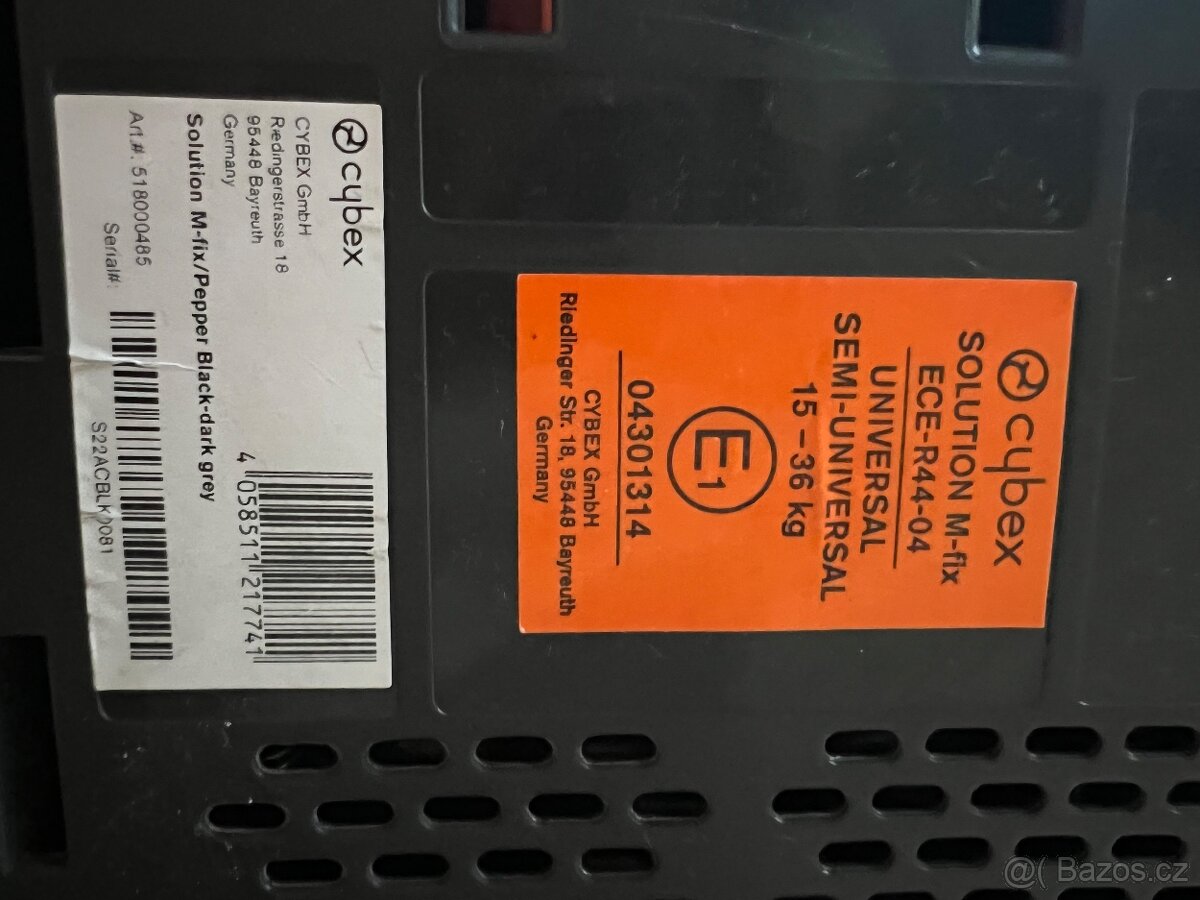 cybex
CYBEX GmbH
Riedingerstrasse 18
95448 Bayreuth
Germany
Solution M-fix/Pepper Black-dark grey
Art.#: 518000485
Serial#:
4 058511 217741
cybex
SOLUTION M-fix
ECE-R44-04
UNIVERSAL
SEMI-UNIVERSAL
15 – 36 kg
E1
04301314
CYBEX GmbH
Riedinger Str. 18, 95448 Bayreuth
Germany
@( Bazos.cz